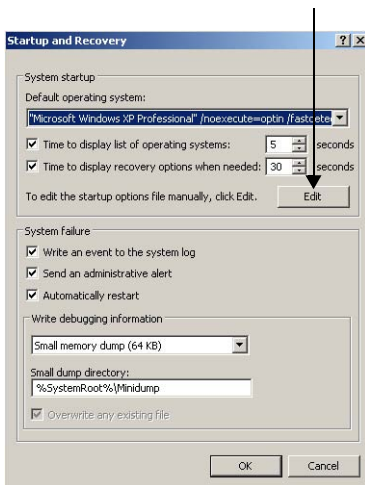 Startup and Recovery
System startup
Default operating system:
"Microsoft Windows XP Professional" /noexecute=optin /fastdetec
Time to display list of operating systems: 5 seconds
Time to display recovery options when needed: 30 seconds
To edit the startup options file manually, click Edit. Edit
System failure
Write an event to the system log
Send an administrative alert
Automatically restart
Write debugging information
Small memory dump (64 KB)
Small dump directory:
%SystemRoot%\Minidump
Overwrite any existing file
OK Cancel